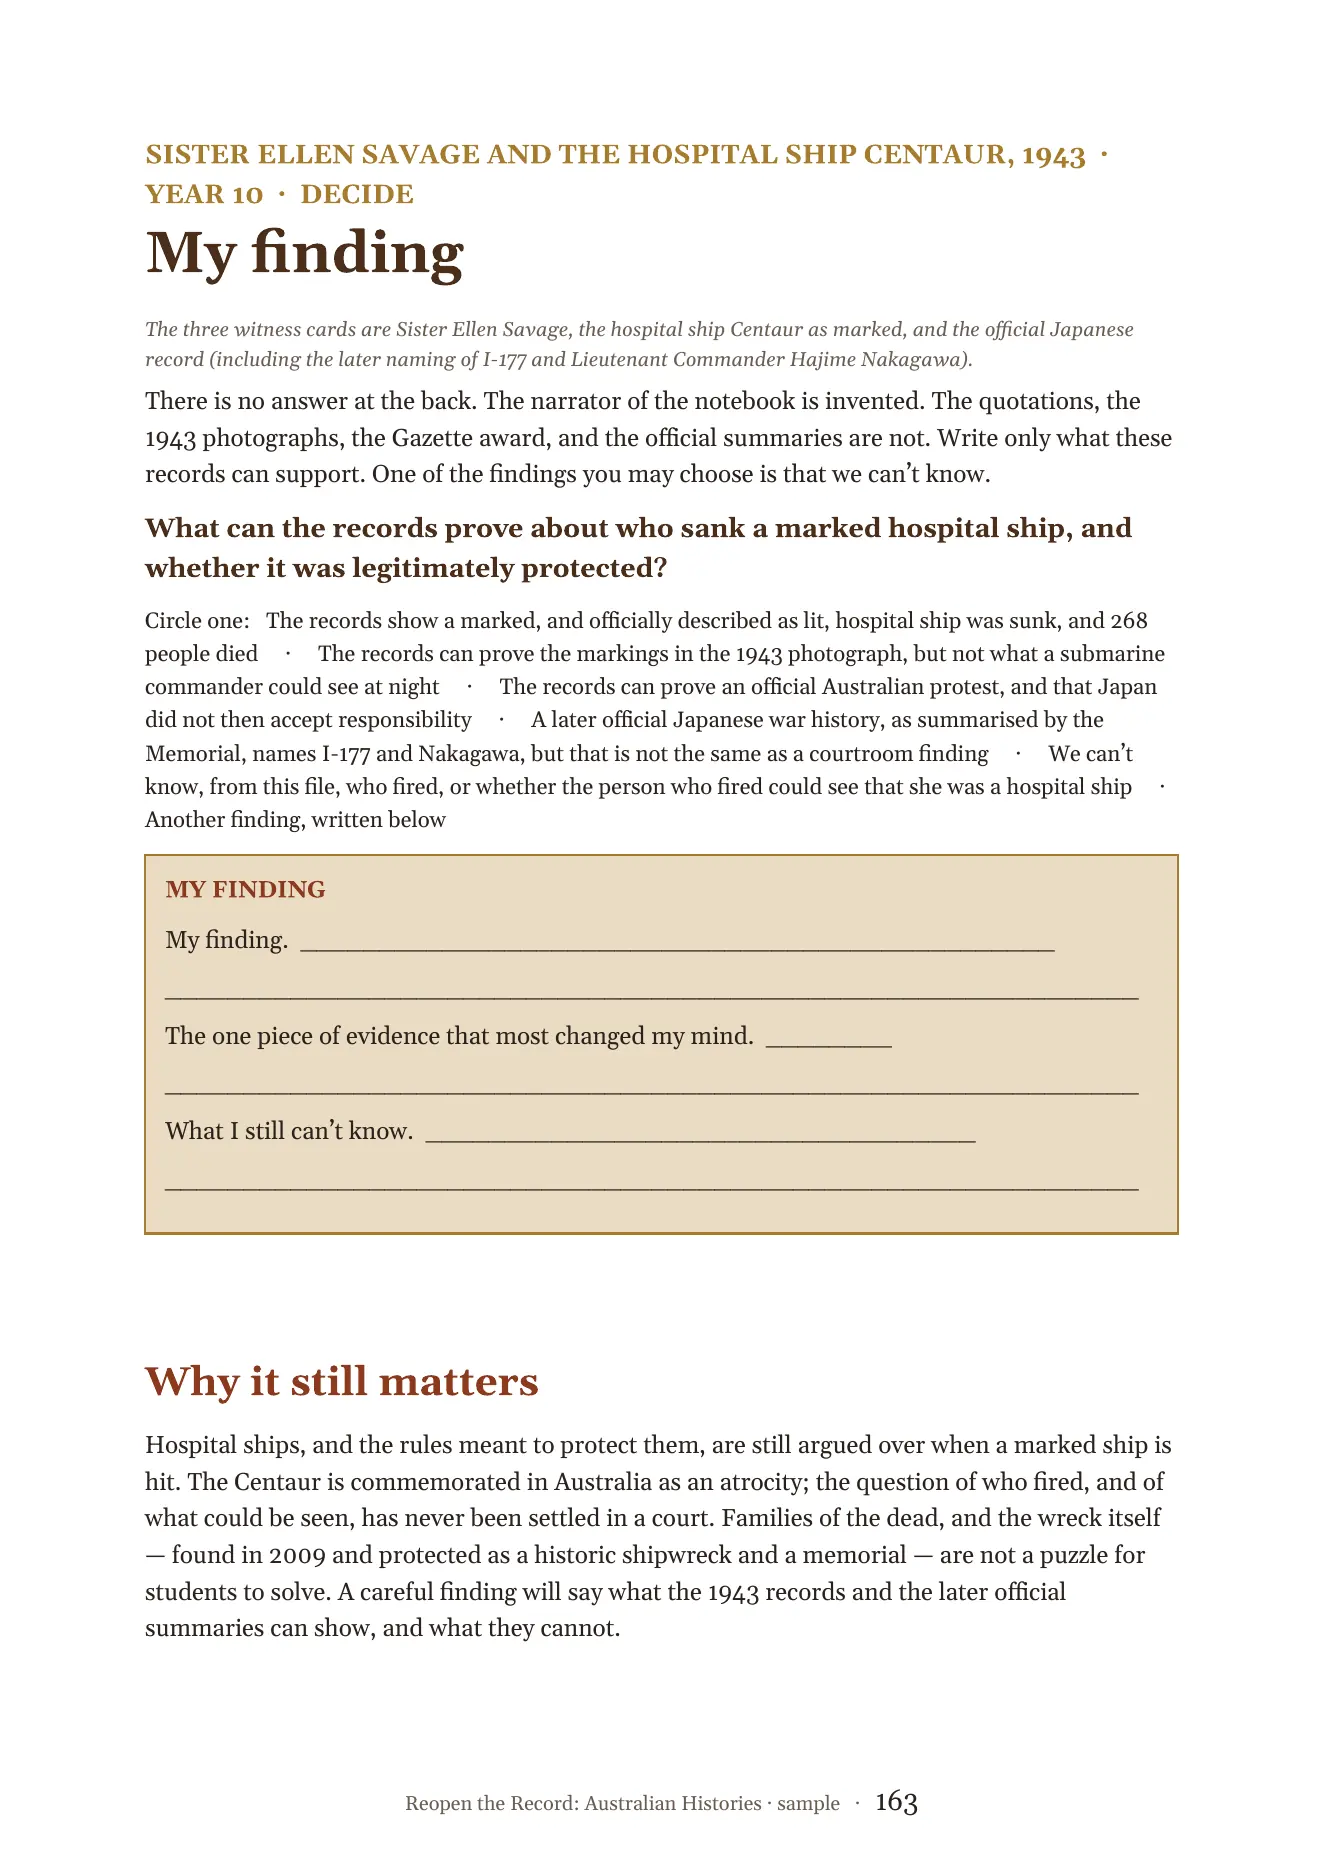 SISTER ELLEN SAVAGE AND THE HOSPITAL SHIP CENTAUR, 1943 ·
YEAR 10 · DECIDE
My finding
The three witness cards are Sister Ellen Savage, the hospital ship Centaur as marked, and the official Japanese
record (including the later naming of I-177 and Lieutenant Commander Hajime Nakagawa).
There is no answer at the back. The narrator of the notebook is invented. The quotations, the
1943 photographs, the Gazette award, and the official summaries are not. Write only what these
records can support. One of the findings you may choose is that we can’t know.
What can the records prove about who sank a marked hospital ship, and
whether it was legitimately protected?
Circle one: The records show a marked, and officially described as lit, hospital ship was sunk, and 268
people died · The records can prove the markings in the 1943 photograph, but not what a submarine
commander could see at night · The records can prove an official Australian protest, and that Japan
did not then accept responsibility · A later official Japanese war history, as summarised by the
Memorial, names I-177 and Nakagawa, but that is not the same as a courtroom finding · We can’t
know, from this file, who fired, or whether the person who fired could see that she was a hospital ship ·
Another finding, written below
MY FINDING
My finding. ________________________________________________
______________________________________________________________
The one piece of evidence that most changed my mind. ________
______________________________________________________________
What I still can’t know. ___________________________________
______________________________________________________________
Why it still matters
Hospital ships, and the rules meant to protect them, are still argued over when a marked ship is
hit. The Centaur is commemorated in Australia as an atrocity; the question of who fired, and of
what could be seen, has never been settled in a court. Families of the dead, and the wreck itself
— found in 2009 and protected as a historic shipwreck and a memorial — are not a puzzle for
students to solve. A careful finding will say what the 1943 records and the later official
summaries can show, and what they cannot.
Reopen the Record: Australian Histories · sample · 163